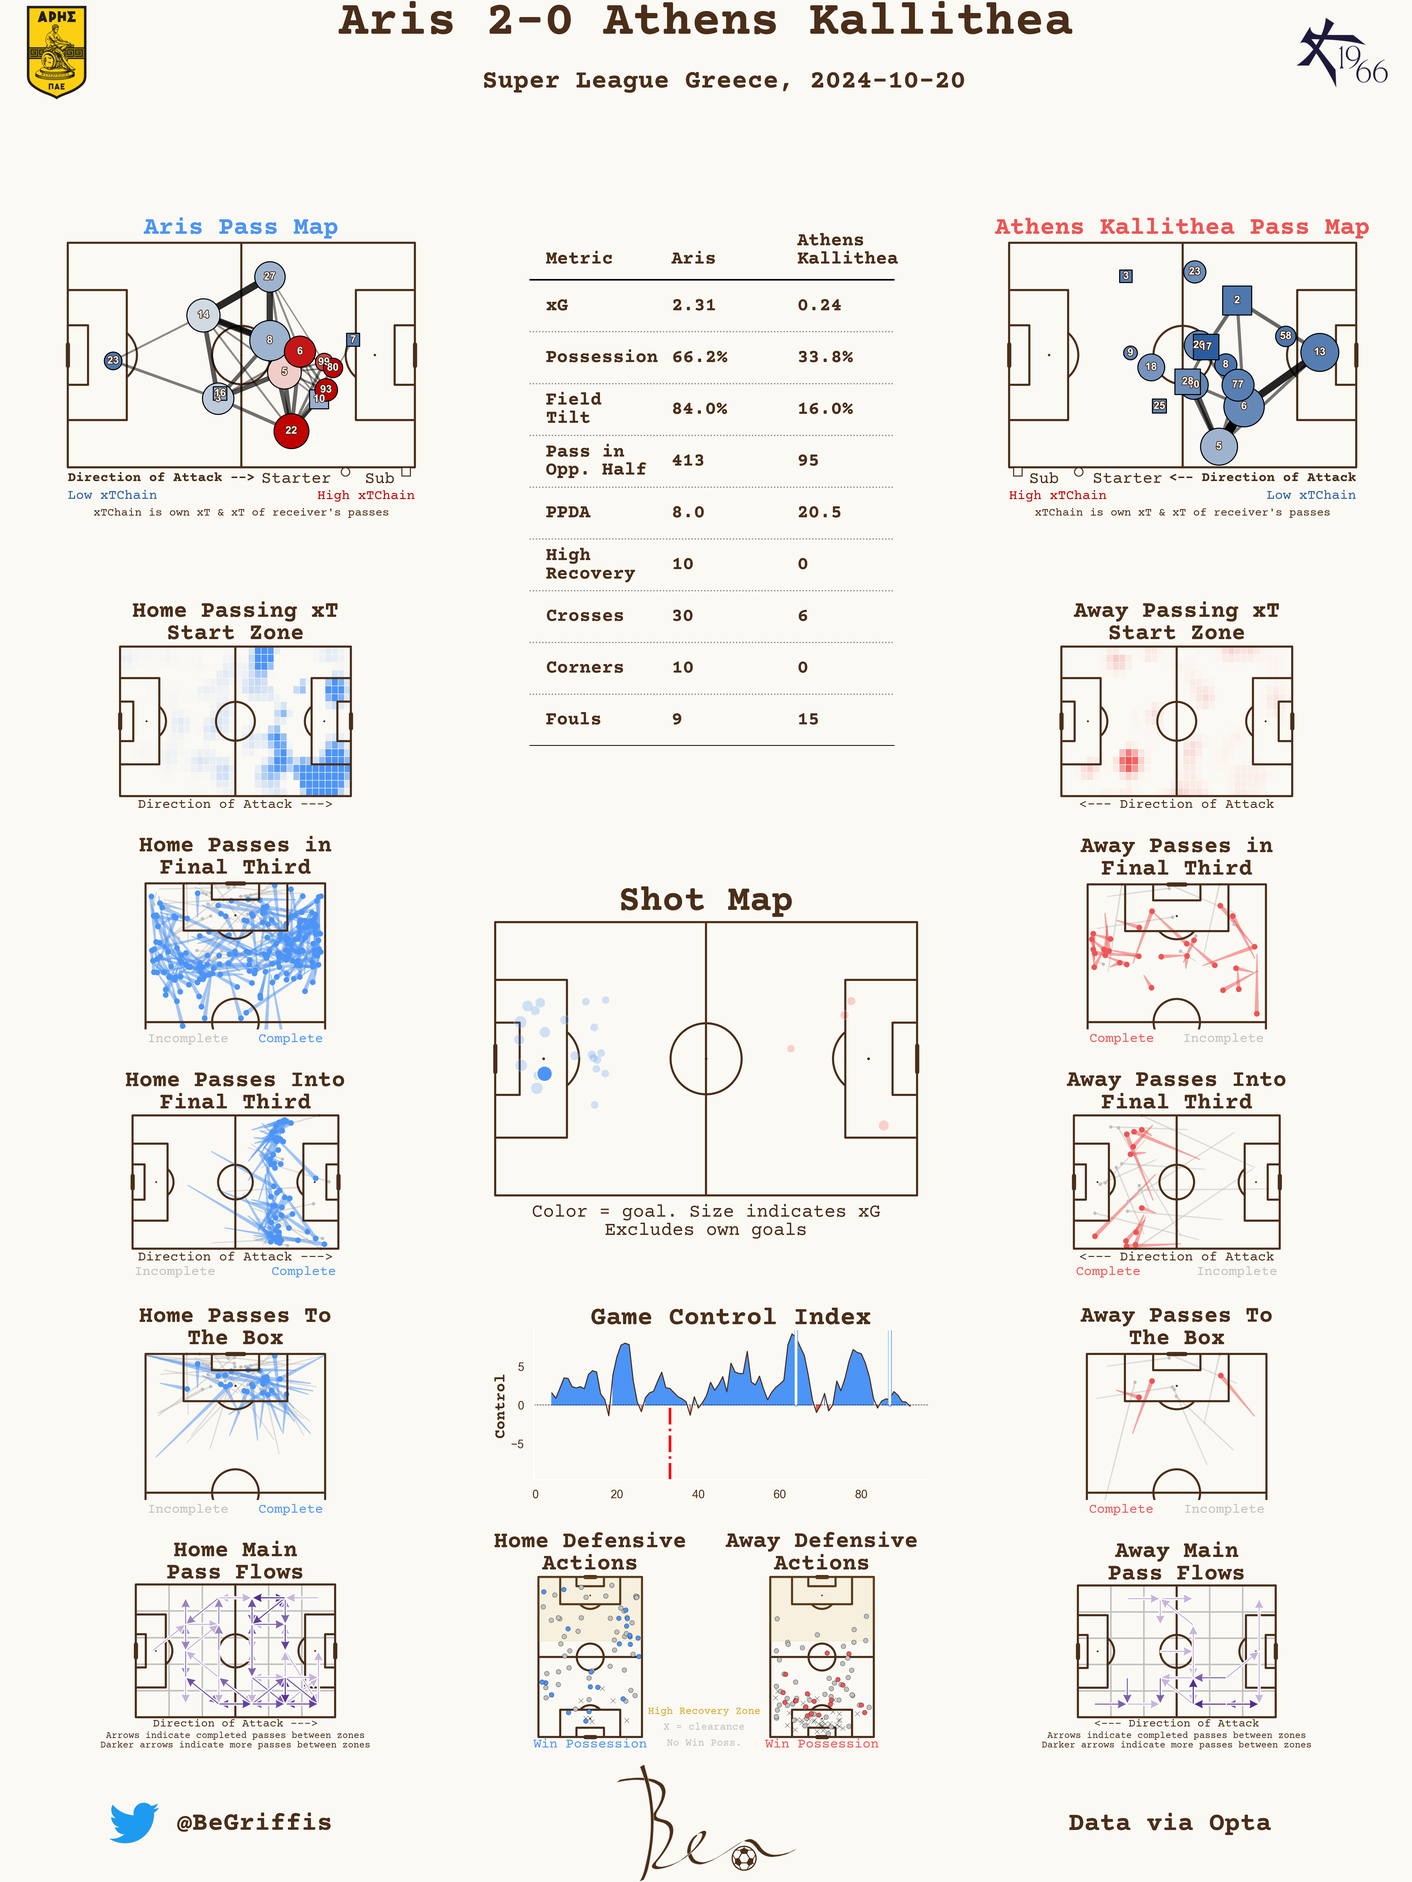 ΑΡΗΣ
ΠΑΕ
Aris 2-0 Athens Kallithea
Super League Greece, 2024-10-20
1966
Aris Pass Map
27
14
8
6
7
23
99
80
5
93
16
10
22
Direction of Attack --> Starter Sub
Low xTChain High xTChain
xTChain is own xT & xT of receiver's passes
Metric Aris Athens Kallithea
xG 2.31 0.24
Possession 66.2% 33.8%
Field Tilt 84.0% 16.0%
Pass in Opp. Half 413 95
PPDA 8.0 20.5
High Recovery 10 0
Crosses 30 6
Corners 10 0
Fouls 9 15
Athens Kallithea Pass Map
3
23
2
58
13
17
9
18
8
28
77
25
6
5
Sub Starter <-- Direction of Attack
High xTChain Low xTChain
xTChain is own xT & xT of receiver's passes
Home Passing xT
Start Zone
Direction of Attack --->
Away Passing xT
Start Zone
<--- Direction of Attack
Home Passes in
Final Third
Incomplete Complete
Away Passes in
Final Third
Complete Incomplete
Shot Map
Color = goal. Size indicates xG
Excludes own goals
Home Passes Into
Final Third
Direction of Attack --->
Incomplete Complete
Away Passes Into
Final Third
<--- Direction of Attack
Complete Incomplete
Home Passes To
The Box
Incomplete Complete
Game Control Index
Control
5
0
−5
0 20 40 60 80
Away Passes To
The Box
Complete Incomplete
Home Main
Pass Flows
Direction of Attack --->
Arrows indicate completed passes between zones
Darker arrows indicate more passes between zones
Home Defensive
Actions
Win Possession
High Recovery Zone
X = clearance
No Win Poss.
Away Defensive
Actions
Win Possession
Away Main
Pass Flows
<--- Direction of Attack
Arrows indicate completed passes between zones
Darker arrows indicate more passes between zones
@BeGriffis
Ben
Data via Opta